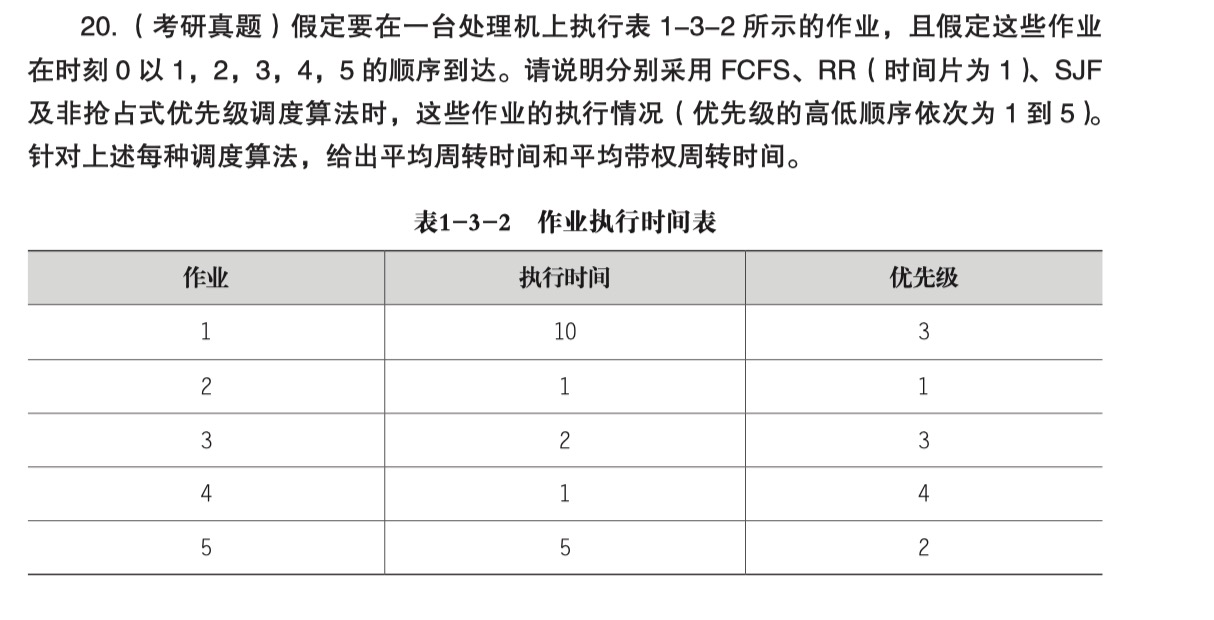 20.（考研真题）假定要在一台处理机上执行表 1-3-2 所示的作业，且假定这些作业
在时刻 0 以 1，2，3，4，5 的顺序到达。请说明分别采用 FCFS、RR（时间片为 1）、SJF
及非抢占式优先级调度算法时，这些作业的执行情况（优先级的高低顺序依次为 1 到 5）。
针对上述每种调度算法，给出平均周转时间和平均带权周转时间。
表1-3-2 作业执行时间表
作业 执行时间 优先级
1 10 3
2 1 1
3 2 3
4 1 4
5 5 2